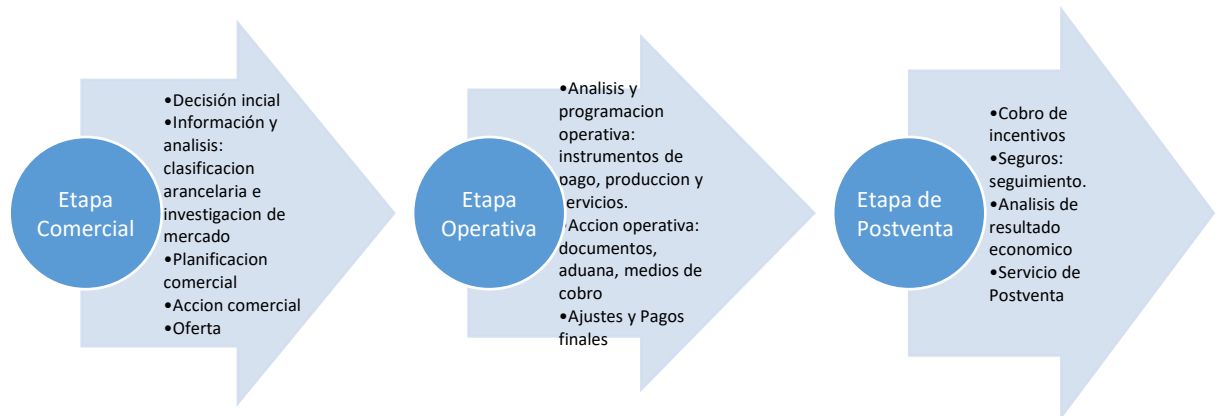 Etapa
Comercial
•Decisión incial
•Información y
analisis:
clasificacion
arancelaria e
investigacion de
mercado
•Planificacion
comercial
•Accion comercial
•Oferta
Etapa
Operativa
•Analisis y
programacion
operativa:
instrumentos de
pago, produccion y
servicios.
•Accion operativa:
documentos,
aduana, medios de
cobro
•Ajustes y Pagos
finales
Etapa de
Postventa
•Cobro de
incentivos
•Seguros:
seguimiento.
•Analisis de
resultado
economico
•Servicio de
Postventa